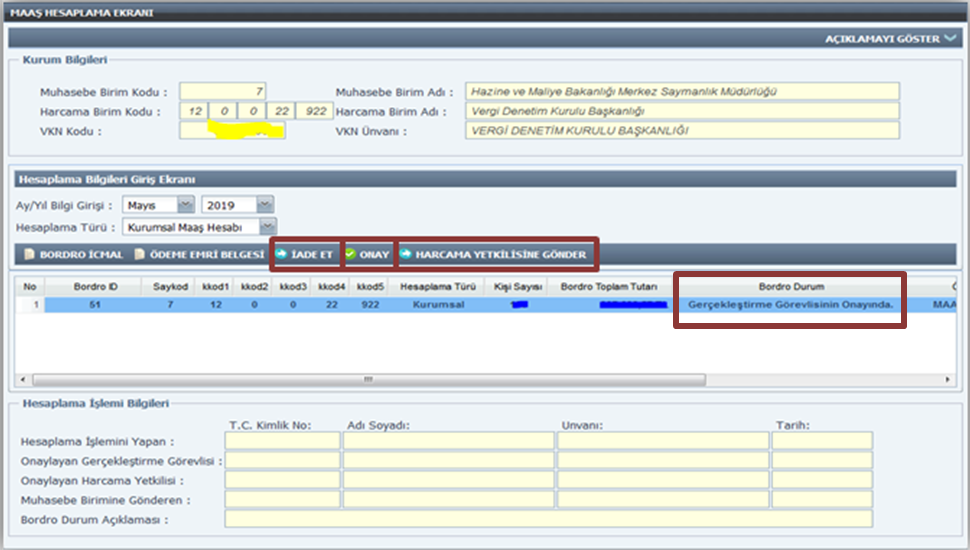 MAAŞ HESAPLAMA EKRANI
AÇIKLAMAYI GÖSTER
Kurum Bilgileri
Muhasebe Birim Kodu : 7 Muhasebe Birim Adı : Hazine ve Maliye Bakanlığı Merkez Saymanlık Müdürlüğü
Harcama Birim Kodu : 12 0 0 22 922 Harcama Birim Adı : Vergi Denetim Kurulu Başkanlığı
VKN Kodu : VKN Ünvanı : VERGİ DENETİM KURULU BAŞKANLIĞI
Hesaplama Bilgileri Giriş Ekranı
Ay/Yıl Bilgi Girişi : Mayıs 2019
Hesaplama Türü : Kurumsal Maaş Hesabı
BORDRO İCMAL ÖDEME EMRİ BELGESİ İADE ET ONAY HARCAMA YETKİLİSİNE GÖNDER
No Bordro ID Saykod kkod1 kkod2 kkod3 kkod4 kkod5 Hesaplama Türü Kişi Sayısı Bordro Toplam Tutarı Bordro Durum
1 51 7 12 0 0 22 922 Kurumsal Gerçekleştirme Görevlisinin Onayında. MAA
Hesaplama İşlemi Bilgileri
T.C. Kimlik No: Adı Soyadı: Unvanı: Tarih:
Hesaplama İşlemini Yapan :
Onaylayan Gerçekleştirme Görevlisi :
Onaylayan Harcama Yetkilisi :
Muhasebe Birimine Gönderen :
Bordro Durum Açıklaması :